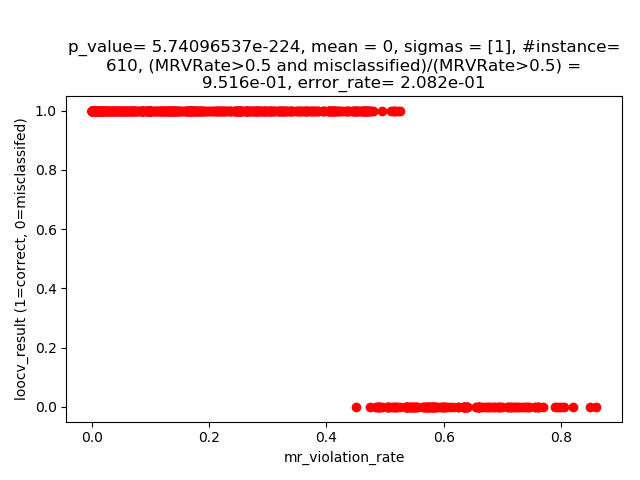 p_value= 5.74096537e-224, mean = 0, sigmas = [1], #instance=
610, (MRVRate>0.5 and misclassified)/(MRVRate>0.5) =
9.516e-01, error_rate= 2.082e-01
1.0
0.8
0.6
0.4
0.2
0.0
loocv_result (1=correct, 0=misclassifed)
0.0 0.2 0.4 0.6 0.8
mr_violation_rate